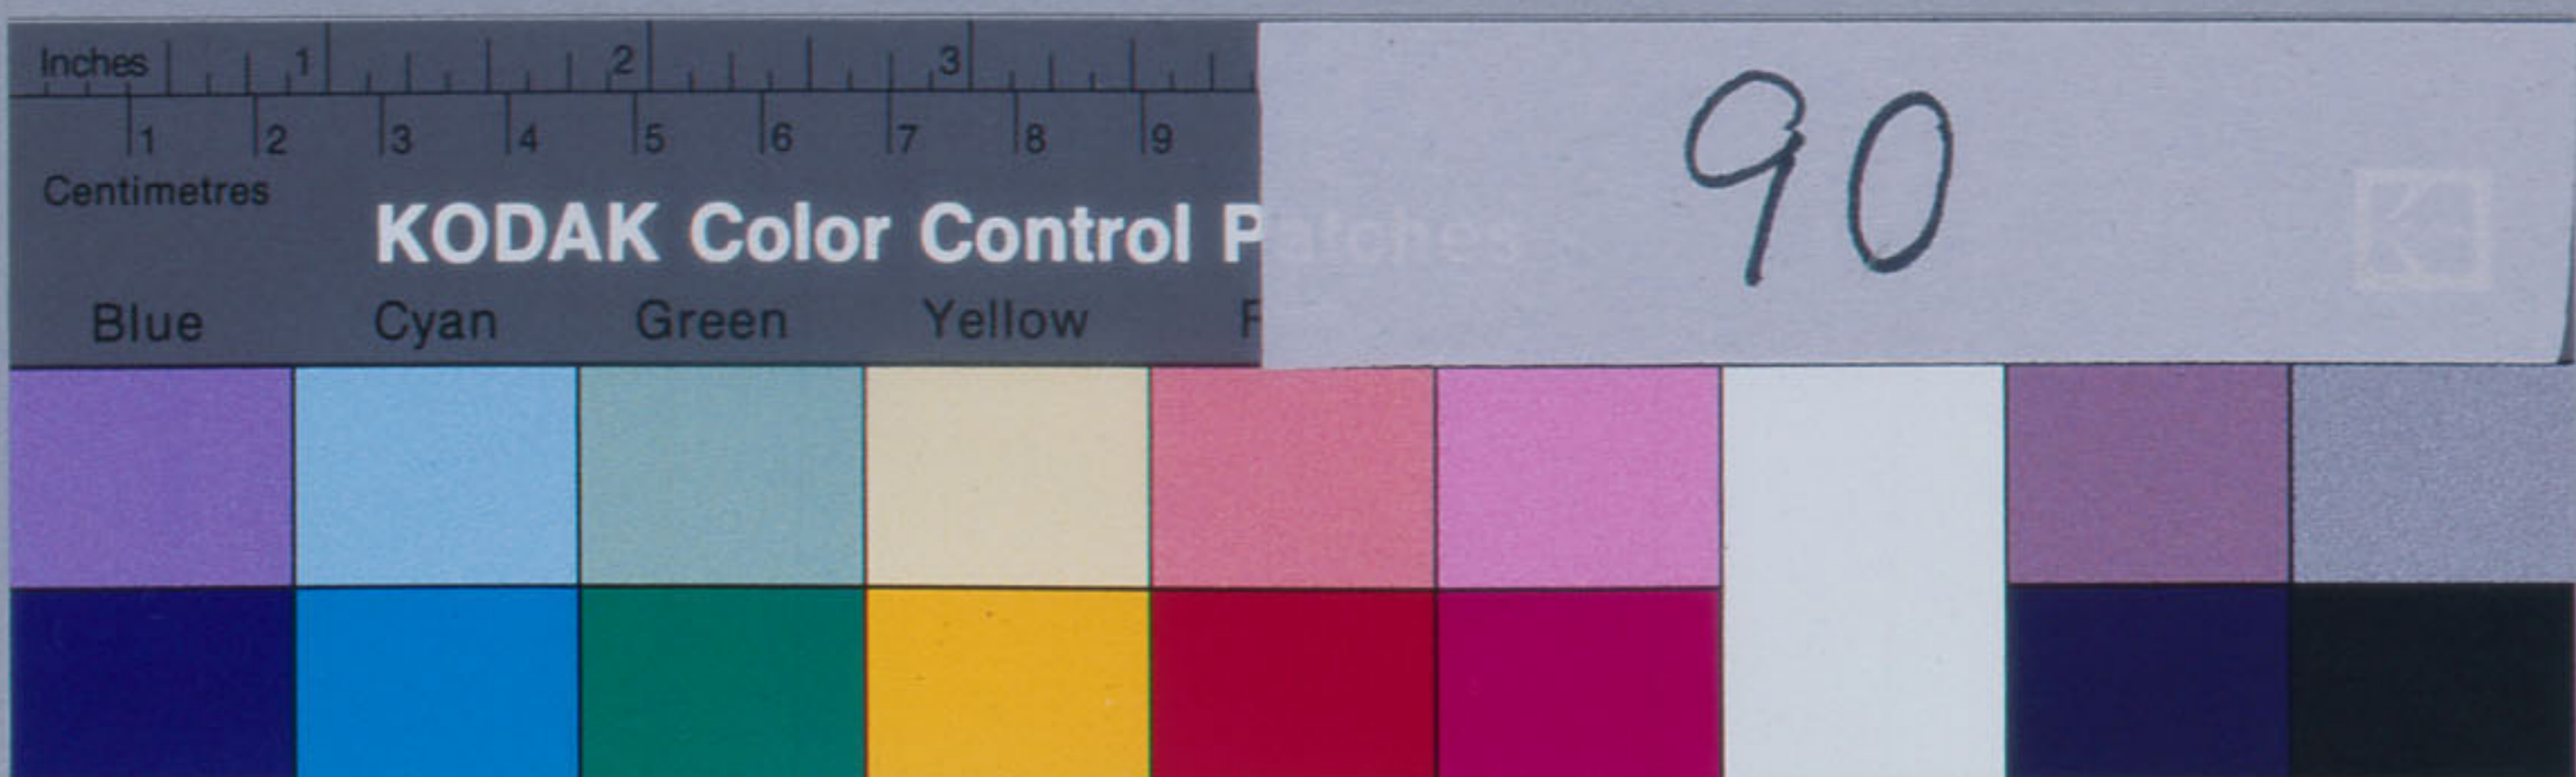 Inches 1 2 3
1 2 3 4 5 6 7 8 9
Centimetres
KODAK Color Control Patches
Blue Cyan Green Yellow
90